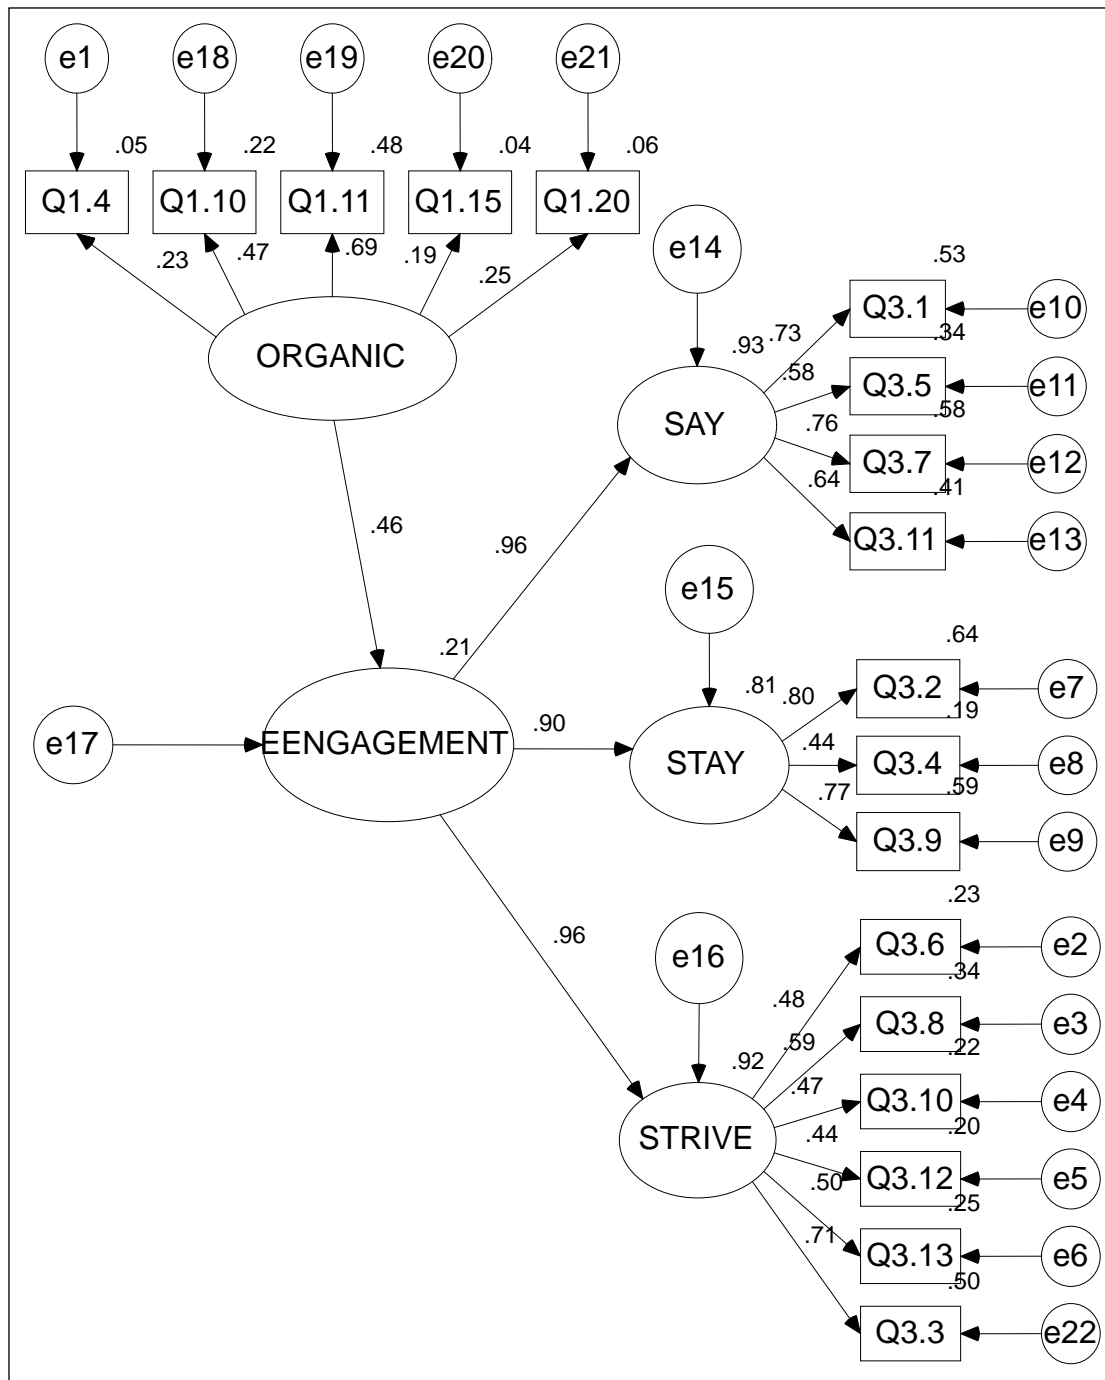 e1 e18 e19 e20 e21
.05 .22 .48 .04 .06
Q1.4 Q1.10 Q1.11 Q1.15 Q1.20
.23 .47 .69 .19 .25
ORGANIC
e14
.53
Q3.1 e10
.93 .73 .34
.58 Q3.5 e11
SAY .76 .58
Q3.7 e12
.64 .41
Q3.11 e13
.46 .96
e15
.21 .64
.81 .80 Q3.2 e7
.19
e17 EENGAGEMENT .90 STAY .44 Q3.4 e8
.77 .59
Q3.9 e9
.23
.96 e16 Q3.6 e2
.48 .34
.59 Q3.8 e3
.92 .47 .22
Q3.10 e4
STRIVE .44 .20
.50 Q3.12 e5
.25
.71 Q3.13 e6
.50
Q3.3 e22